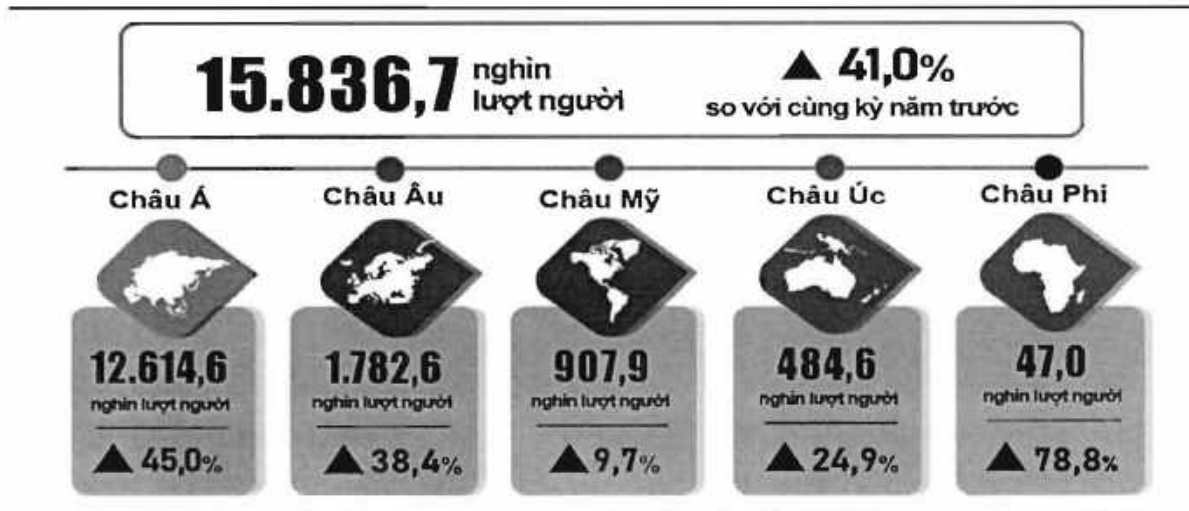 15.836,7 nghìn lượt người
▲ 41,0%
so với cùng kỳ năm trước
Châu Á
Châu Âu
Châu Mỹ
Châu Úc
Châu Phi
12.614,6
nghìn lượt người
▲ 45,0%
1.782,6
nghìn lượt người
▲ 38,4%
907,9
nghìn lượt người
▲ 9,7%
484,6
nghìn lượt người
▲ 24,9%
47,0
nghìn lượt người
▲ 78,8%